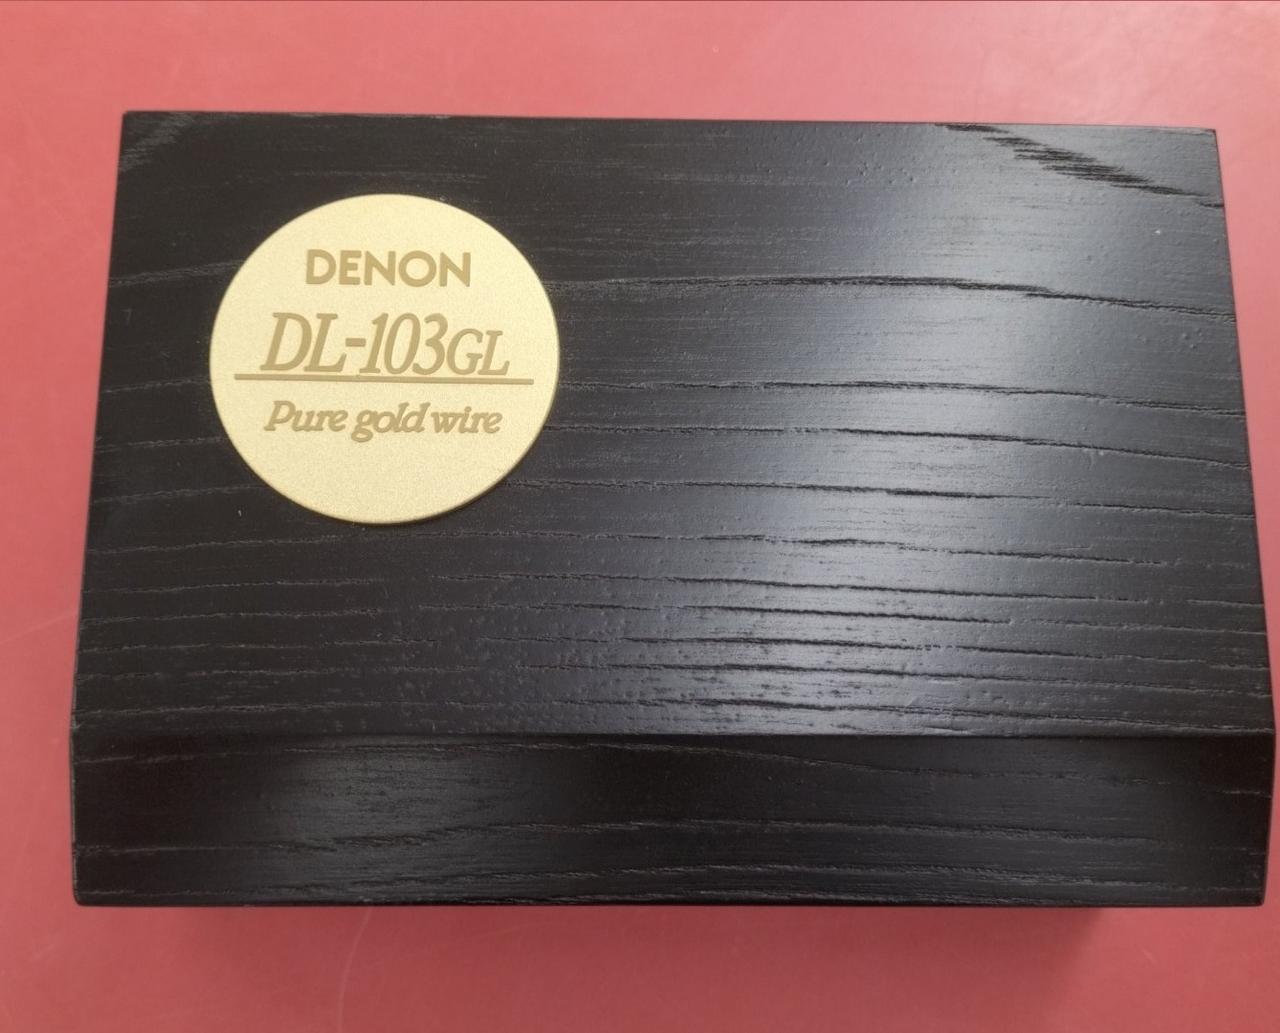 DENON
DL-103GL
Pure gold wire